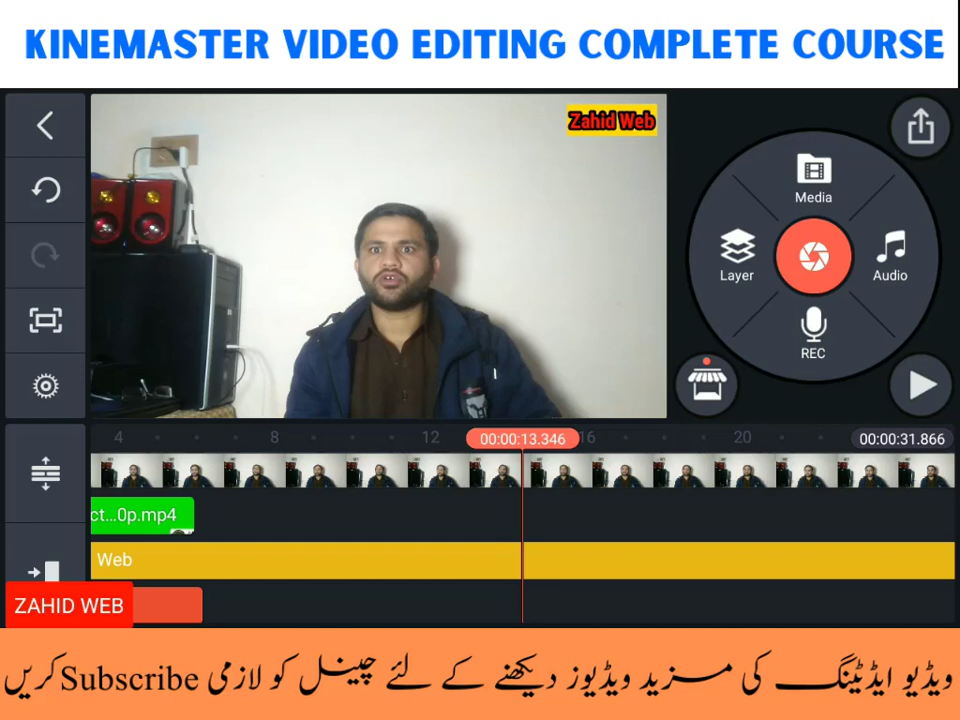 KINEMASTER VIDEO EDITING COMPLETE COURSE
Zahid Web
Media
Layer
Audio
REC
4
8
12
00:00:13.346
16
20
00:00:31.866
ct...0p.mp4
Web
ZAHID WEB
ویڈیو ایڈیٹنگ کی مزید ویڈیوز دیکھنے کے لئے چینل کو لازمی Subscribe کریں